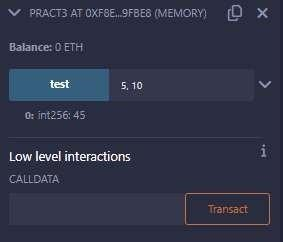 PRACT3 AT 0XF8E...9FBE8 (MEMORY)
Balance: 0 ETH
test 5, 10
0: int256: 45
Low level interactions
CALLDATA
Transact